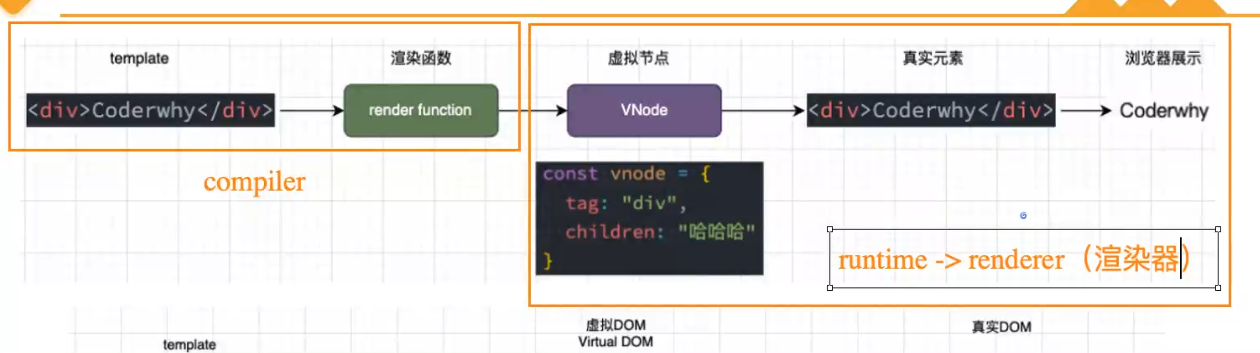 template
渲染函数
虚拟节点
真实元素
浏览器展示
<div>Coderwhy</div>
render function
VNode
<div>Coderwhy</div>
Coderwhy
compiler
const vnode = {
tag: "div",
children: "哈哈哈"
}
runtime -> renderer（渲染器）
虚拟DOM
Virtual DOM
真实DOM
template